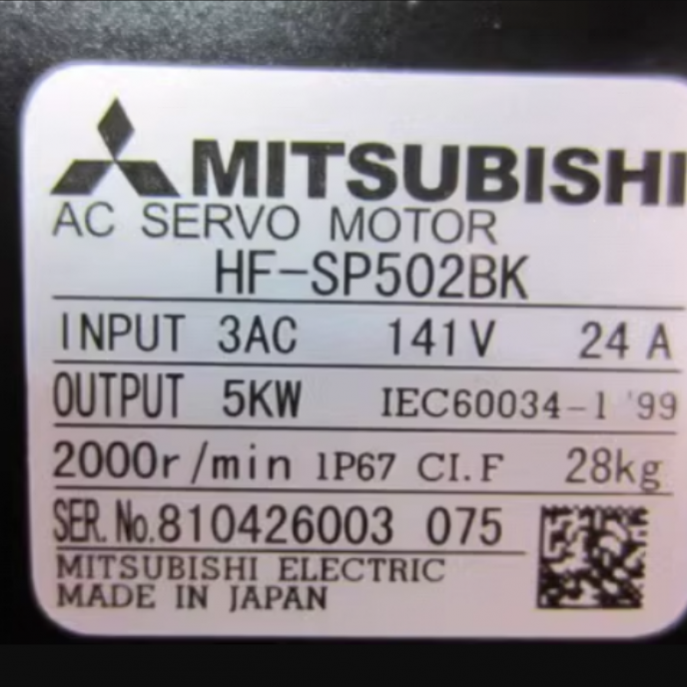 MITSUBISHI
AC SERVO MOTOR
HF-SP502BK
INPUT 3AC 141V 24 A
OUTPUT 5KW IEC60034-1 '99
2000r/min IP67 CI.F 28kg
SER.No.810426003 075
MITSUBISHI ELECTRIC
MADE IN JAPAN